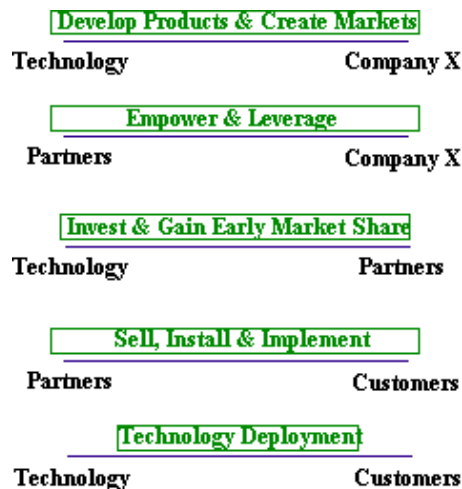 Develop Products & Create Markets
Technology Company X
Empower & Leverage
Partners Company X
Invest & Gain Early Market Share
Technology Partners
Sell, Install & Implement
Partners Customers
Technology Deployment
Technology Customers